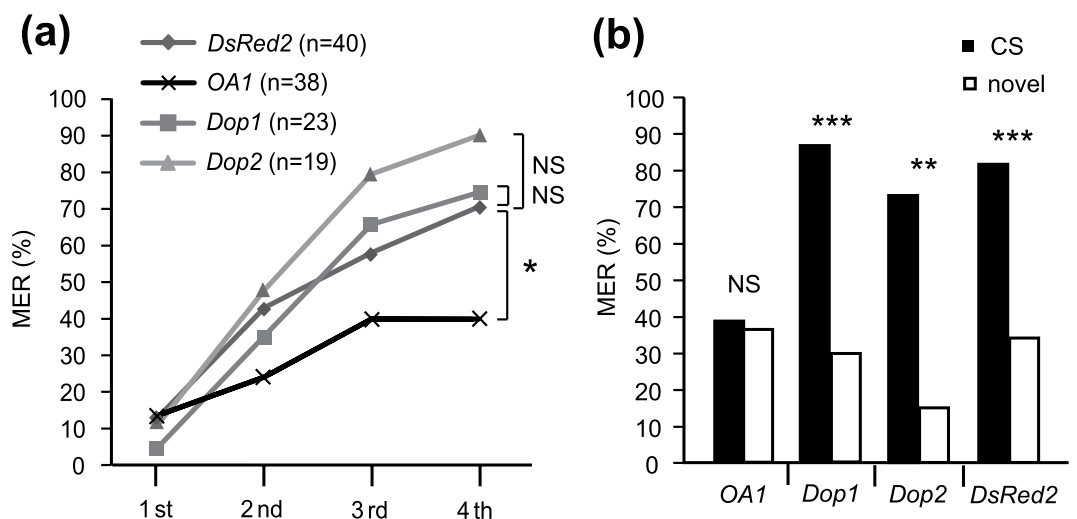 (a)
DsRed2 (n=40)
OA1 (n=38)
Dop1 (n=23)
Dop2 (n=19)
MER (%)
100
90
80
70
60
50
40
30
20
10
0
NS
NS
*
1st 2nd 3rd 4th
(b)
CS
novel
MER (%)
100
90
80
70
60
50
40
30
20
10
0
NS
***
**
***
OA1 Dop1 Dop2 DsRed2